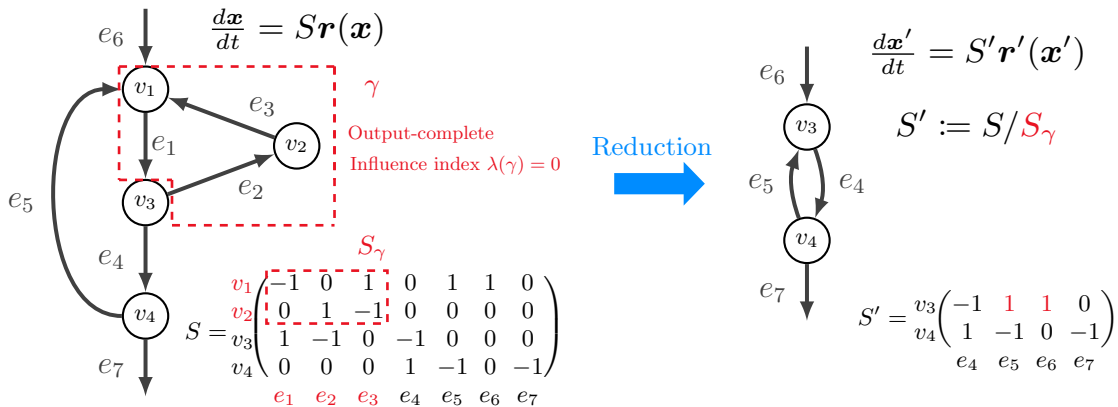 e₆
dx/dt = Sr(x)
v₁
γ
e₃
e₁
v₂
Output-complete
Influence index λ(γ) = 0
e₂
e₅
v₃
e₄
v₄
e₇
S_γ
v₁ −1 0 1 0 1 1 0
v₂ 0 1 −1 0 0 0 0
S =
v₃ 1 −1 0 −1 0 0 0
v₄ 0 0 0 1 −1 0 −1
e₁ e₂ e₃ e₄ e₅ e₆ e₇
Reduction
e₆
dx′/dt = S′r′(x′)
v₃
S′ := S/S_γ
e₅
e₄
v₄
e₇
S′ =
v₃ −1 1 1 0
v₄ 1 −1 0 −1
e₄ e₅ e₆ e₇